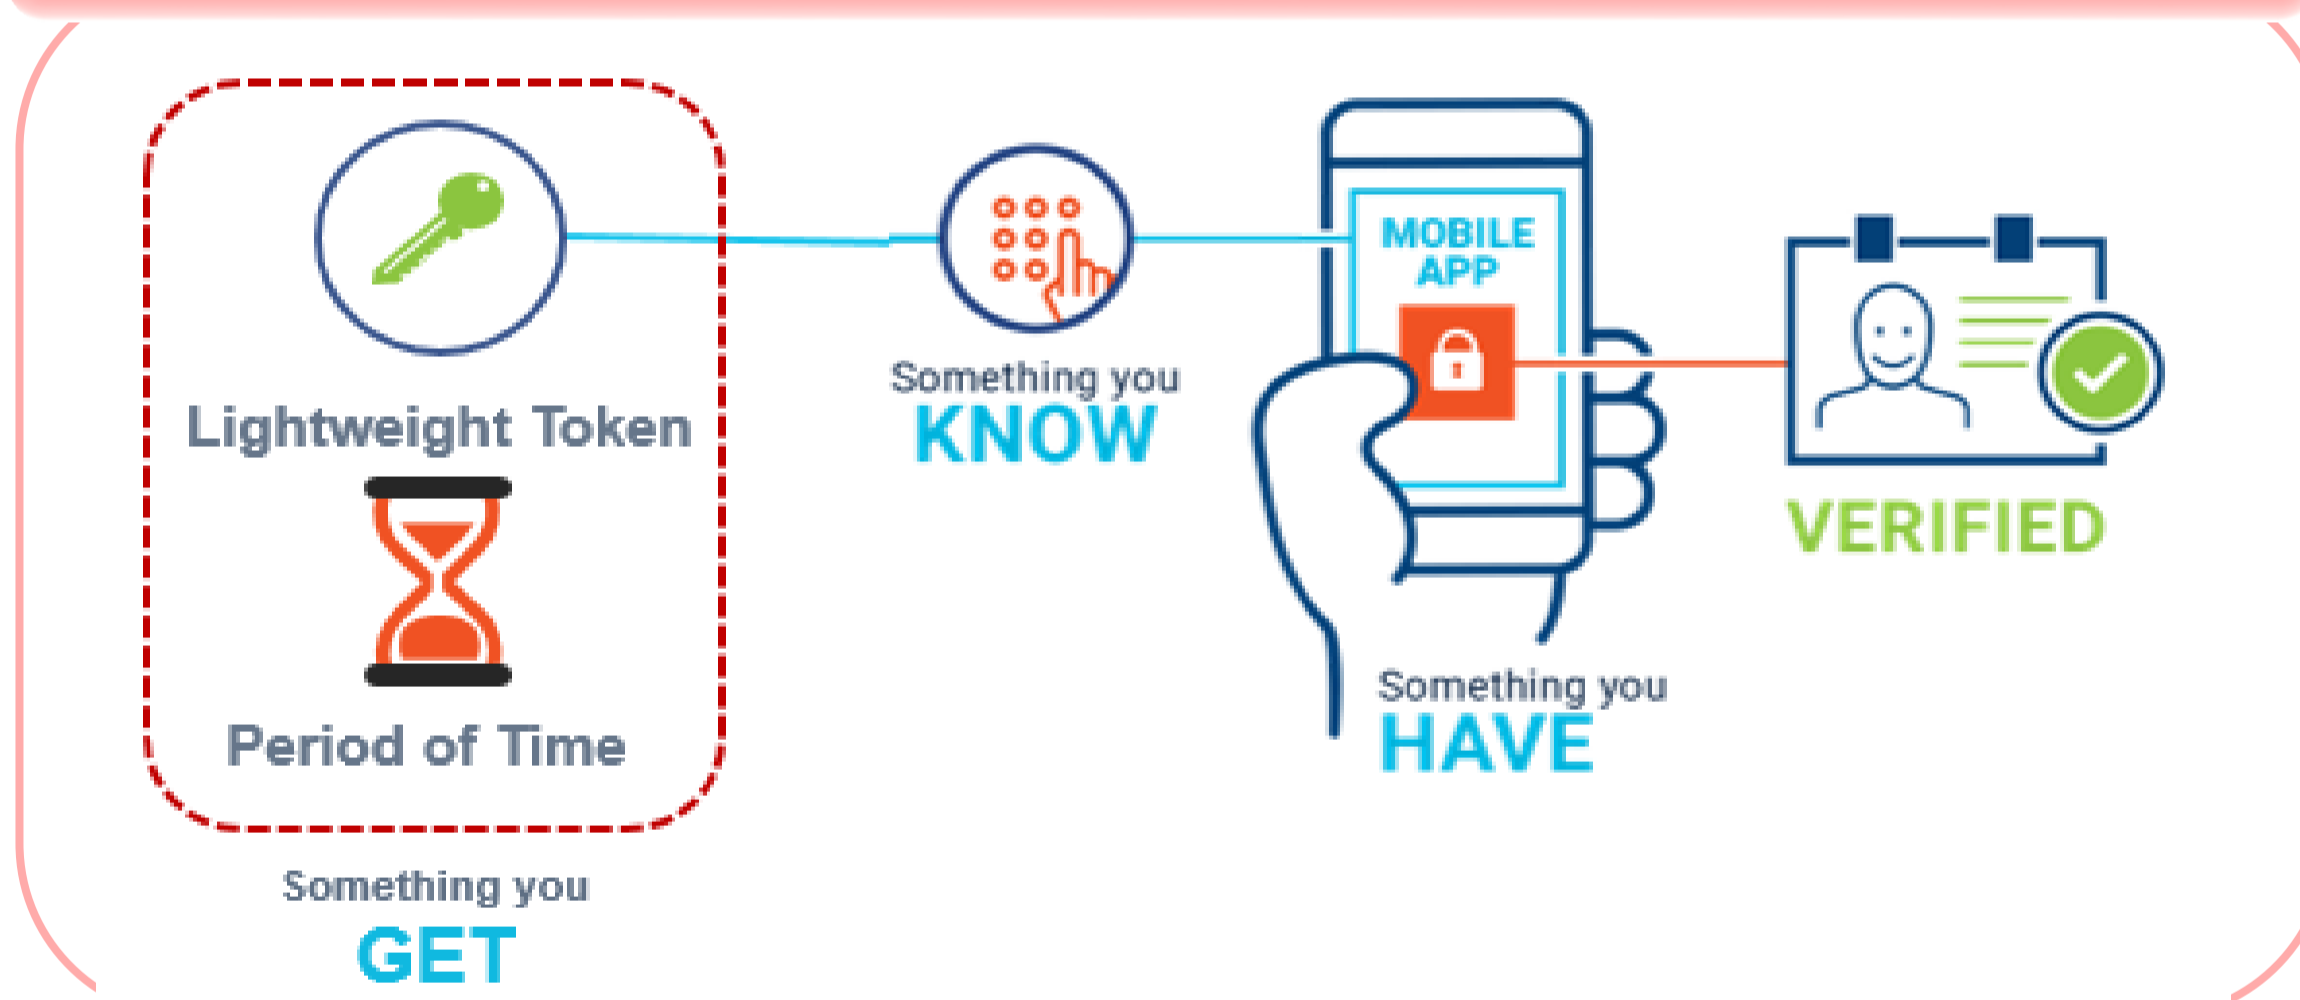 Lightweight Token
Period of Time
Something you
GET
Something you
KNOW
MOBILE
APP
Something you
HAVE
VERIFIED